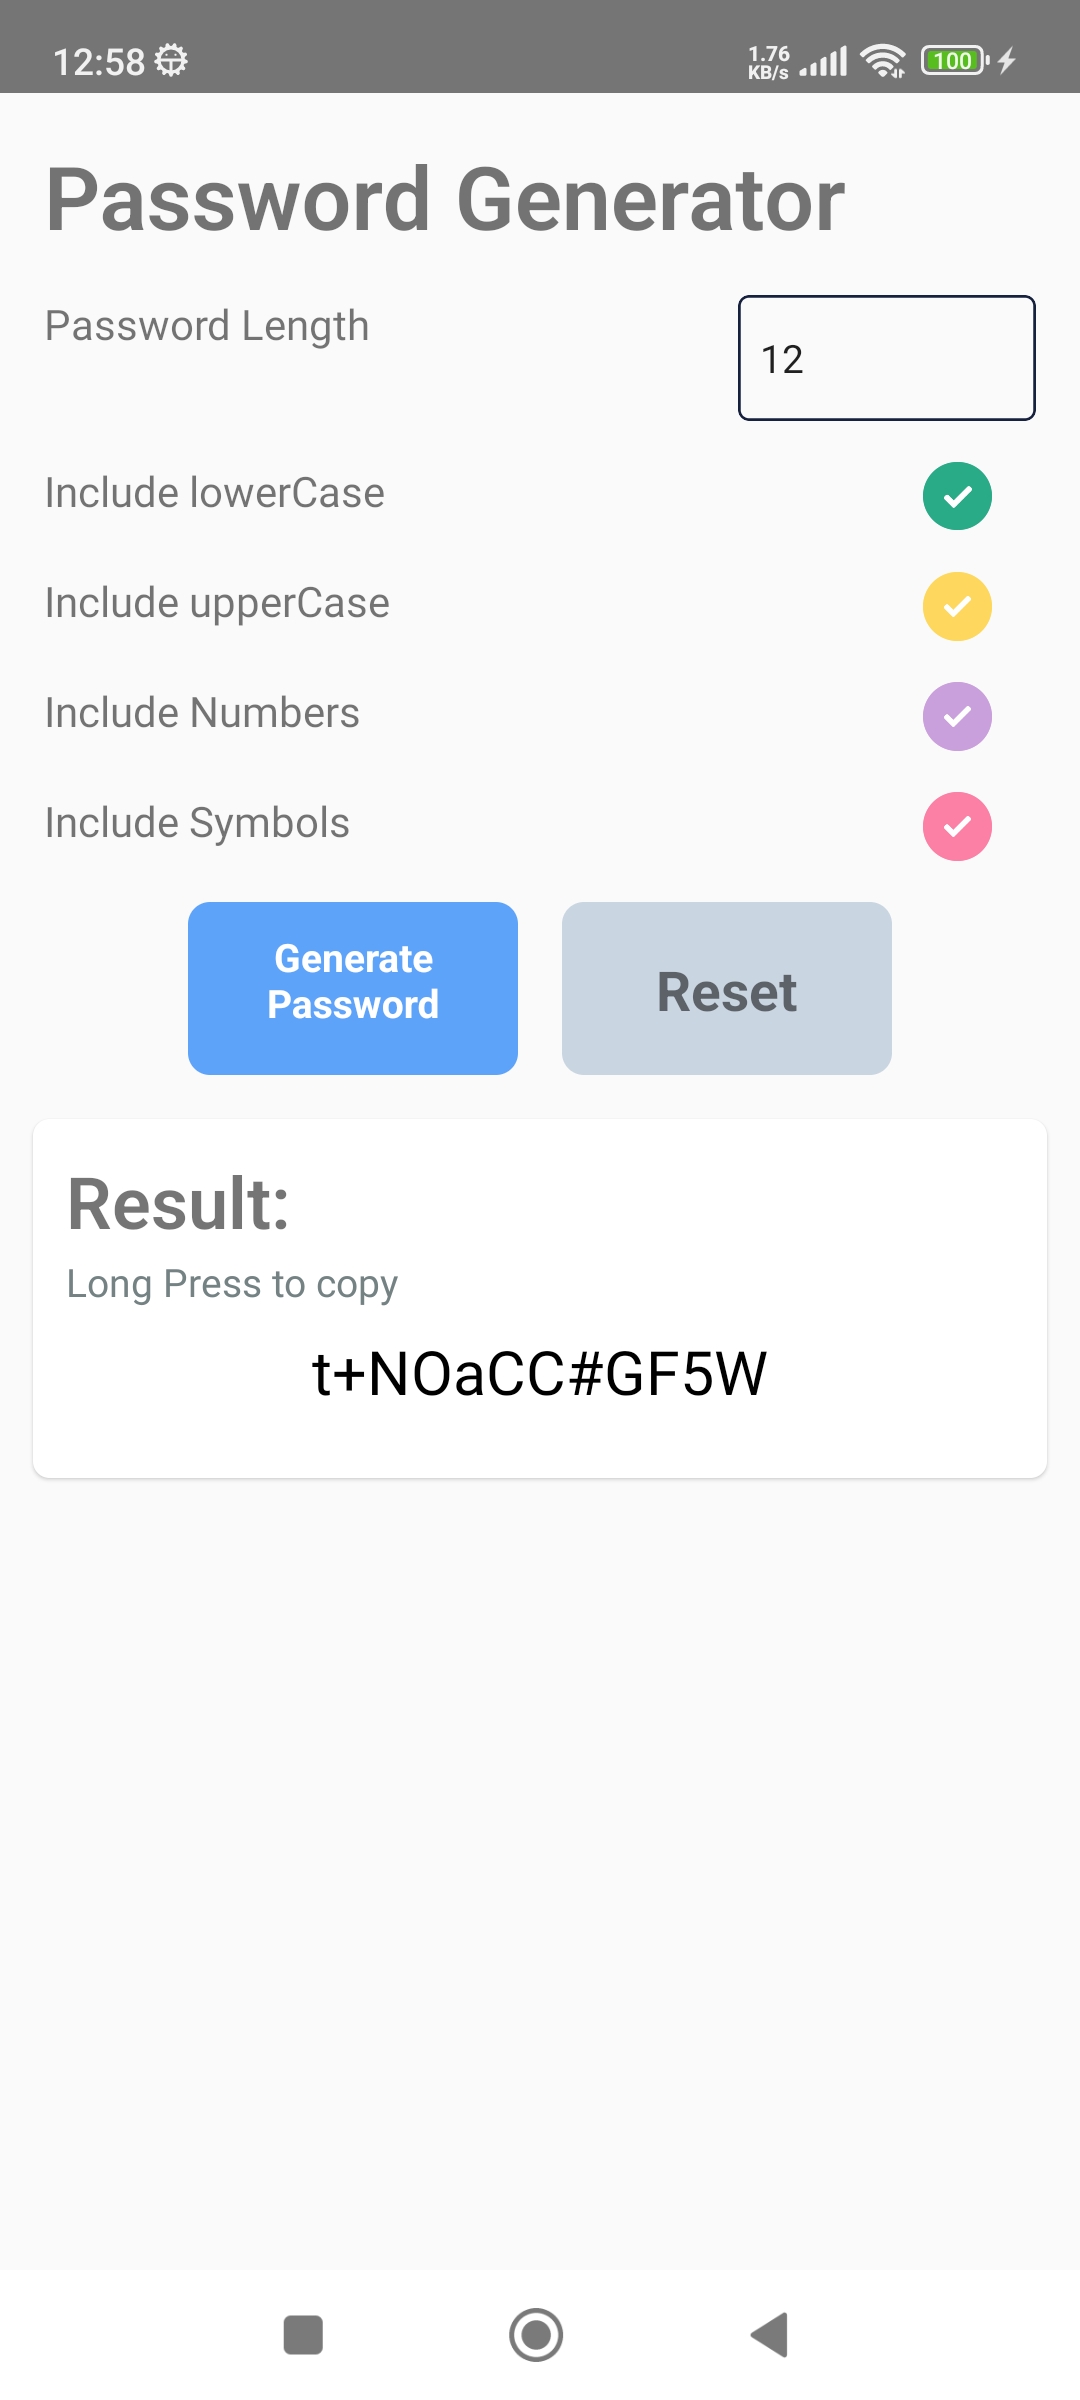 12:58
1.76
KB/s
100
Password Generator
Password Length
12
Include lowerCase
Include upperCase
Include Numbers
Include Symbols
Generate
Password
Reset
Result:
Long Press to copy
t+NOaCC#GF5W